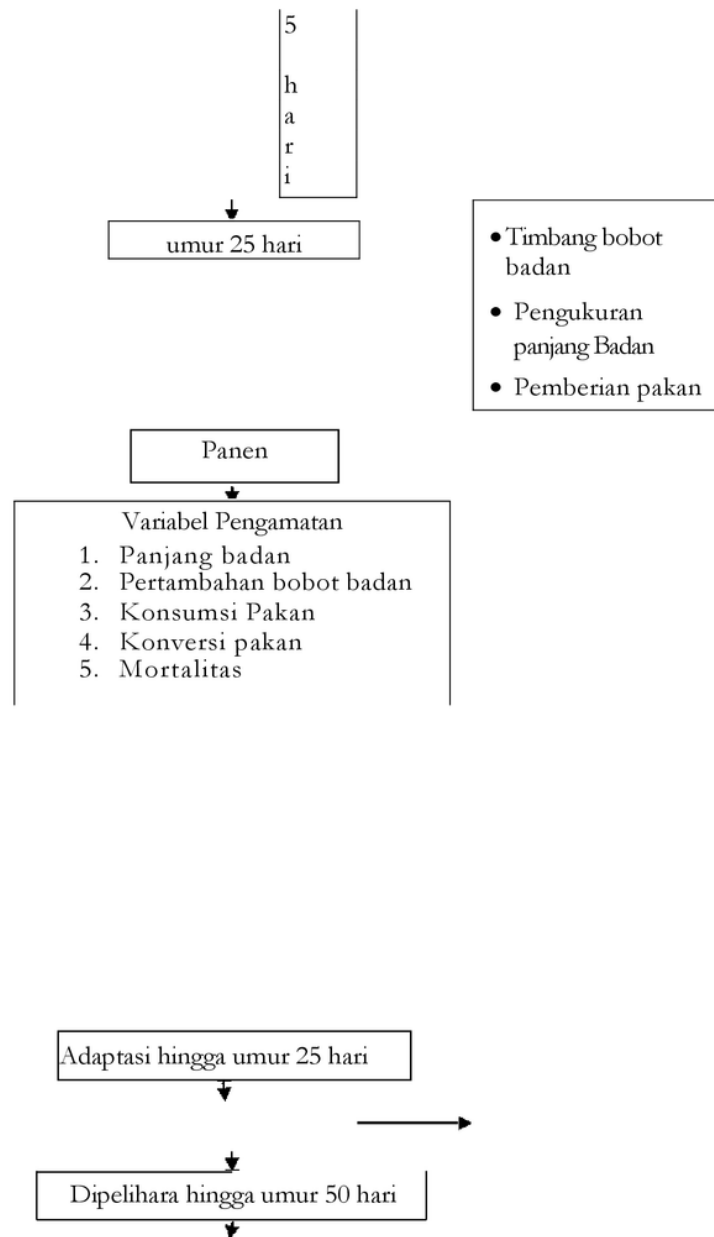 5
h
a
r
i
umur 25 hari
•Timbang bobot
badan
• Pengukuran
panjang Badan
• Pemberian pakan
Panen
Variabel Pengamatan
1. Panjang badan
2. Pertambahan bobot badan
3. Konsumsi Pakan
4. Konversi pakan
5. Mortalitas
Adaptasi hingga umur 25 hari
Dipelihara hingga umur 50 hari